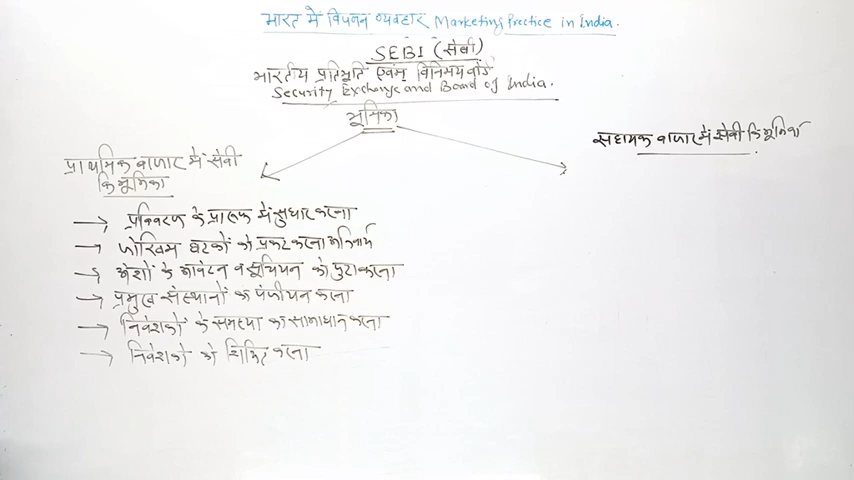 भारत में विपणन व्यवहार Marketing Prectice in India.
SEBI (सेबी)
भारतीय प्रतिभूति एवंम् विनिमय बोर्ड
Security Exchange and Board of India.
भूमिका
सहायक बाजार में सेबी कि भूमिका
प्राथमिक बाजार में सेबी
कि भूमिका
→ प्रविवरण के प्रारूप में सुधार करना
→ जोखिम घटकों को प्रकट करना अनिवार्य
→ अंशों के आवंटन व सूचियन को पुरा करना
→ प्रमुख संस्थानों के पंजीयन करना
→ निवेशकों के समस्या का समाधान करना
→ निवेशको को शिक्षित करना